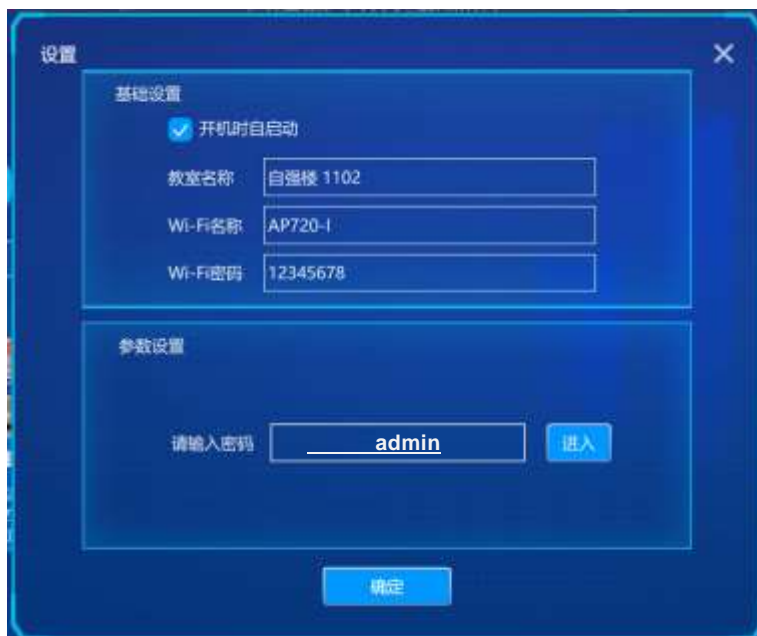 设置
基础设置
开机时自启动
教室名称 自强楼 1102
Wi-Fi名称 AP720-I
Wi-Fi密码 12345678
参数设置
请输入密码 admin 进入
确定